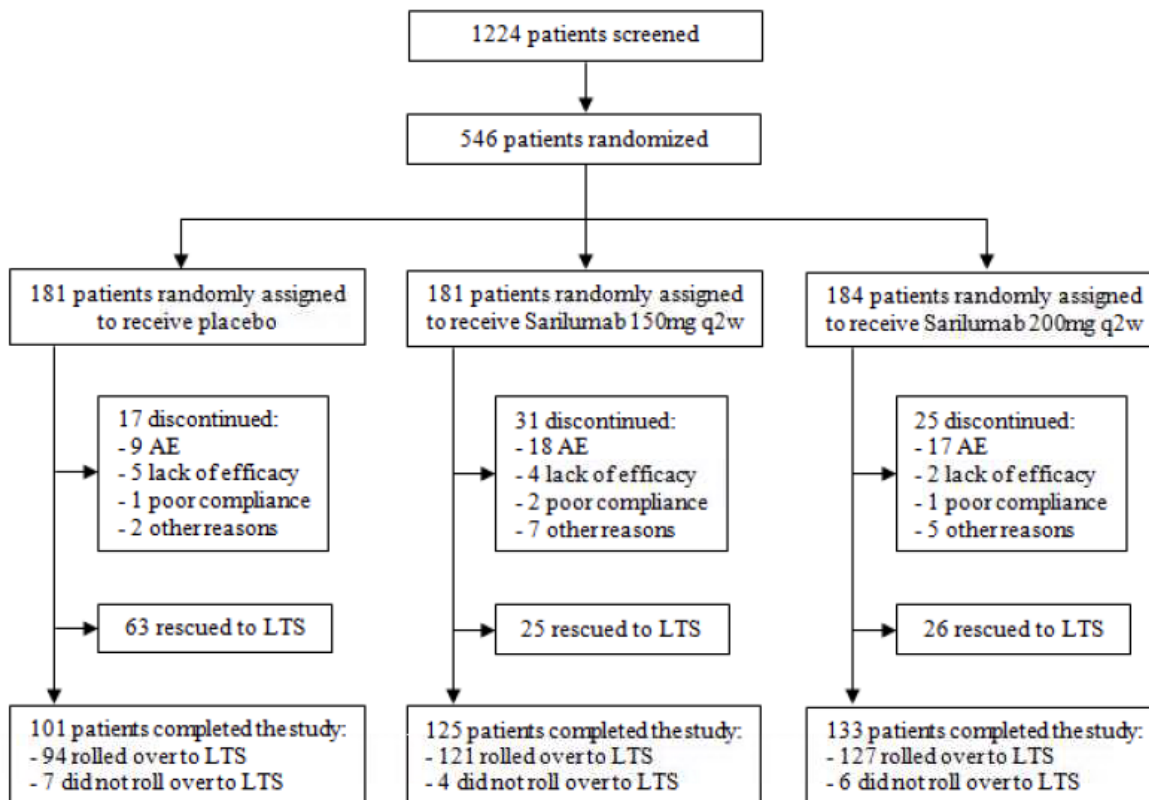 1224 patients screened
546 patients randomized
181 patients randomly assigned
to receive placebo
181 patients randomly assigned
to receive Sarilumab 150mg q2w
184 patients randomly assigned
to receive Sarilumab 200mg q2w
17 discontinued:
- 9 AE
- 5 lack of efficacy
- 1 poor compliance
- 2 other reasons
31 discontinued:
- 18 AE
- 4 lack of efficacy
- 2 poor compliance
- 7 other reasons
25 discontinued:
- 17 AE
- 2 lack of efficacy
- 1 poor compliance
- 5 other reasons
63 rescued to LTS
25 rescued to LTS
26 rescued to LTS
101 patients completed the study:
- 94 rolled over to LTS
- 7 did not roll over to LTS
125 patients completed the study:
- 121 rolled over to LTS
- 4 did not roll over to LTS
133 patients completed the study:
- 127 rolled over to LTS
- 6 did not roll over to LTS